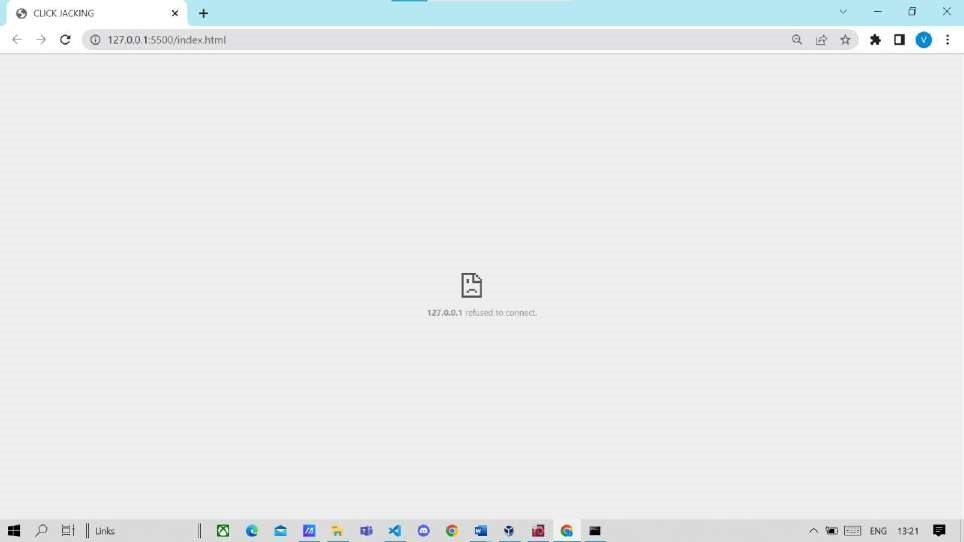 CLICK JACKING
127.0.0.1:5500/index.html
V
127.0.0.1 refused to connect.
Links
ENG
13:21